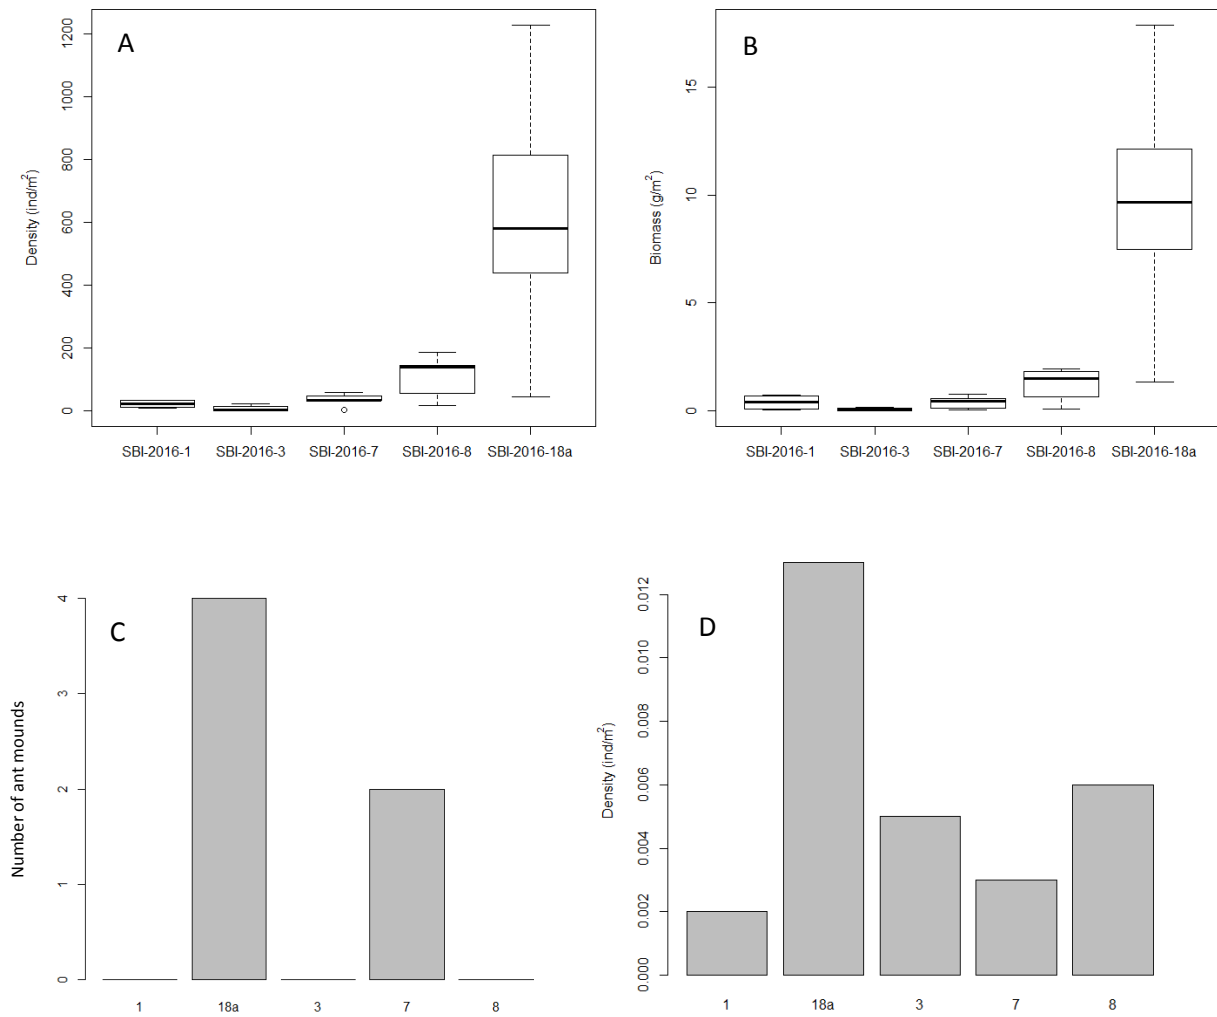 A
Density (ind/m²)
1200
1000
800
600
400
200
0
SBI-2016-1 SBI-2016-3 SBI-2016-7 SBI-2016-8 SBI-2016-18a
B
Biomass (g/m²)
15
10
5
0
SBI-2016-1 SBI-2016-3 SBI-2016-7 SBI-2016-8 SBI-2016-18a
C
Number of ant mounds
4
3
2
1
0
1 18a 3 7 8
D
Density (ind/m²)
0.012
0.010
0.008
0.006
0.004
0.002
0.000
1 18a 3 7 8